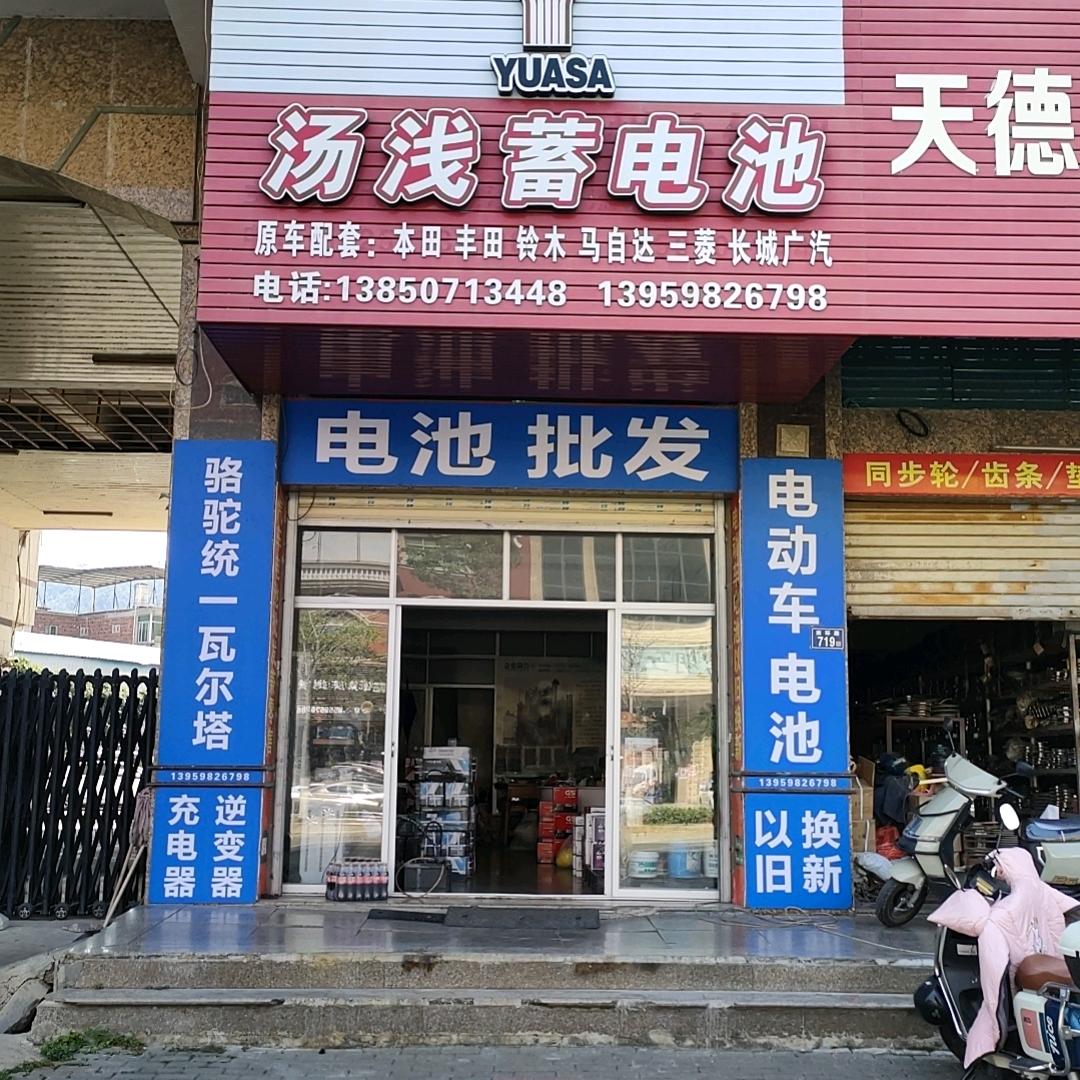 YUASA
汤浅蓄电池
天德
原车配套：本田 丰田 铃木 马自达 三菱 长城广汽
电话:13850713448 13959826798
电池 批发
骆驼统一瓦尔塔
13959826798
充电器
逆变器
电动车电池
719
13959826798
以旧
换新
同步轮/齿条/垫